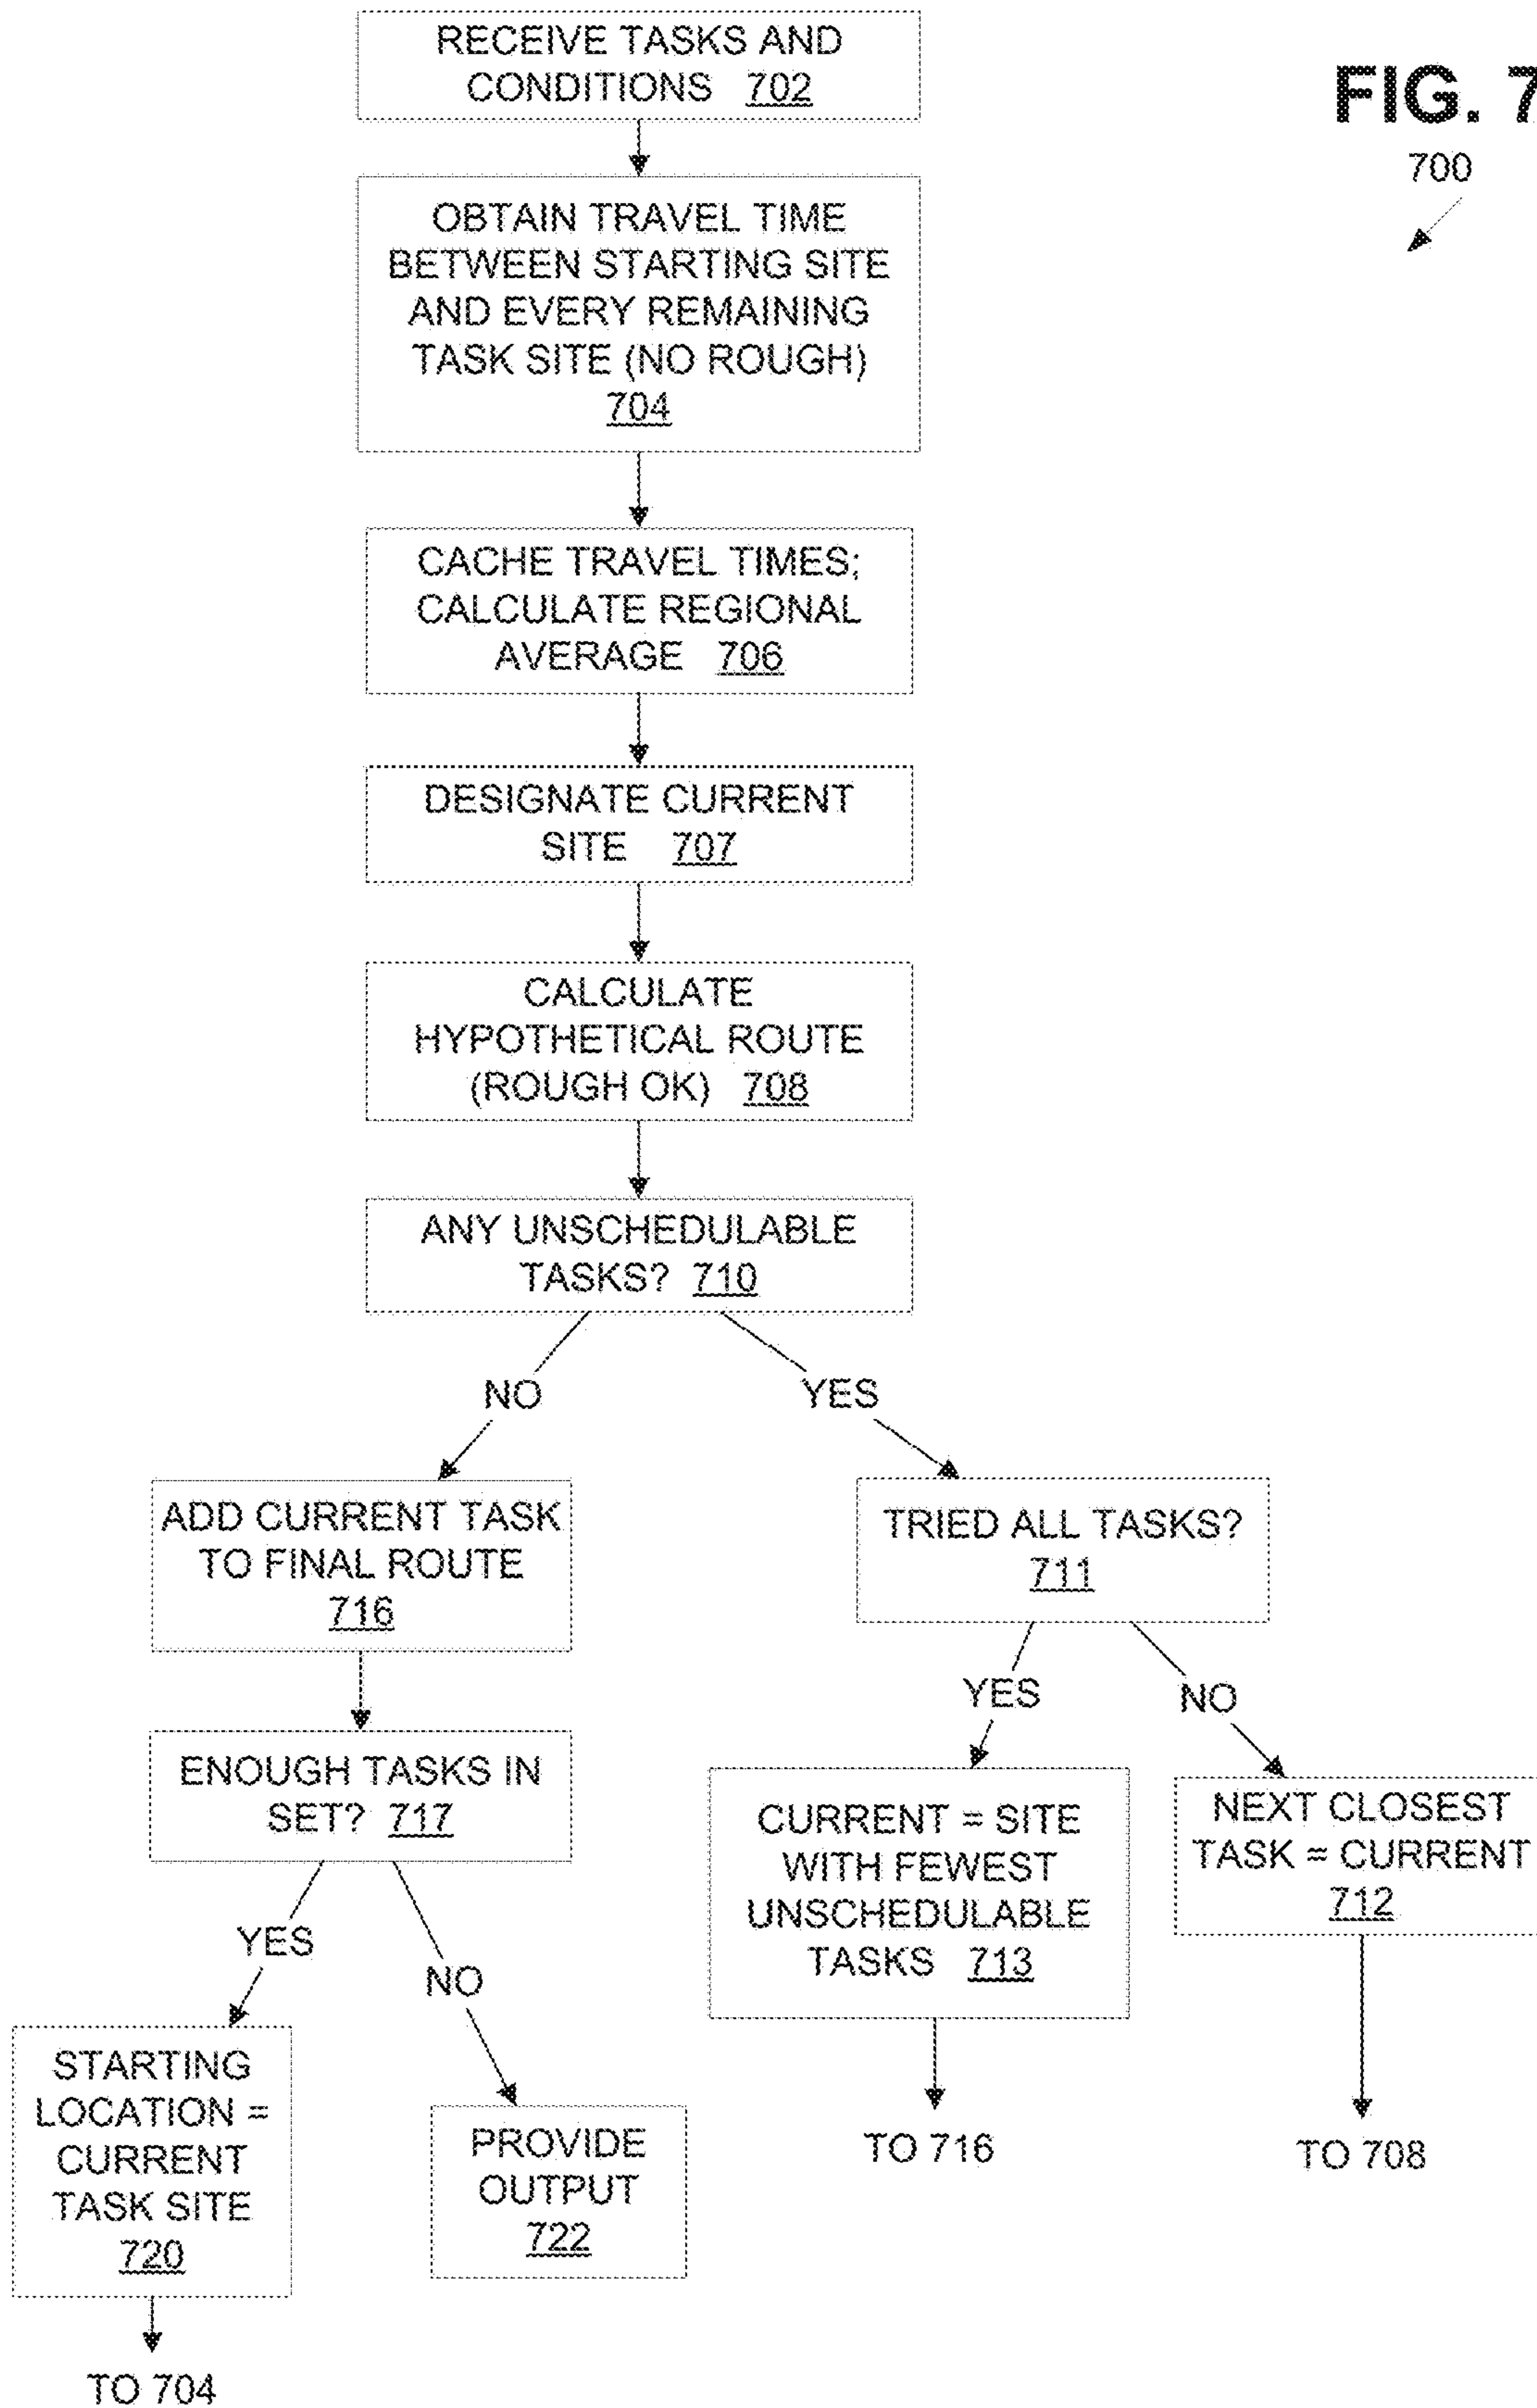 RECEIVE TASKS AND
CONDITIONS 702
FIG. 7
700
OBTAIN TRAVEL TIME
BETWEEN STARTING SITE
AND EVERY REMAINING
TASK SITE (NO ROUGH)
704
CACHE TRAVEL TIMES;
CALCULATE REGIONAL
AVERAGE 706
DESIGNATE CURRENT
SITE 707
CALCULATE
HYPOTHETICAL ROUTE
(ROUGH OK) 708
ANY UNSCHEDULABLE
TASKS? 710
NO
YES
ADD CURRENT TASK
TO FINAL ROUTE
716
TRIED ALL TASKS?
711
YES
NO
ENOUGH TASKS IN
SET? 717
CURRENT = SITE
WITH FEWEST
UNSCHEDULABLE
TASKS 713
NEXT CLOSEST
TASK = CURRENT
712
YES
NO
STARTING
LOCATION =
CURRENT
TASK SITE
720
PROVIDE
OUTPUT
722
TO 716
TO 708
TO 704